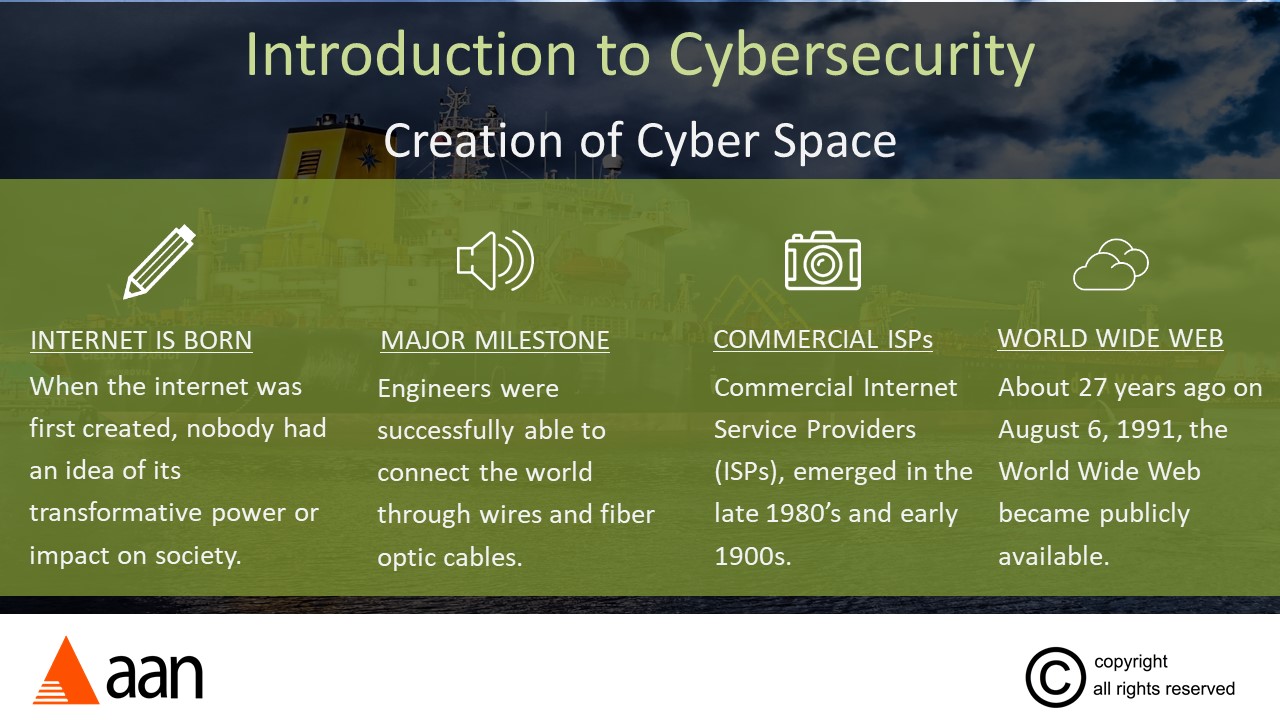 Introduction to Cybersecurity
Creation of Cyber Space
INTERNET IS BORN
When the internet was
first created, nobody had
an idea of its
transformative power or
impact on society.
MAJOR MILESTONE
Engineers were
successfully able to
connect the world
through wires and fiber
optic cables.
COMMERCIAL ISPs
Commercial Internet
Service Providers
(ISPs), emerged in the
late 1980’s and early
1900s.
WORLD WIDE WEB
About 27 years ago on
August 6, 1991, the
World Wide Web
became publicly
available.
aan
©
copyright
all rights reserved